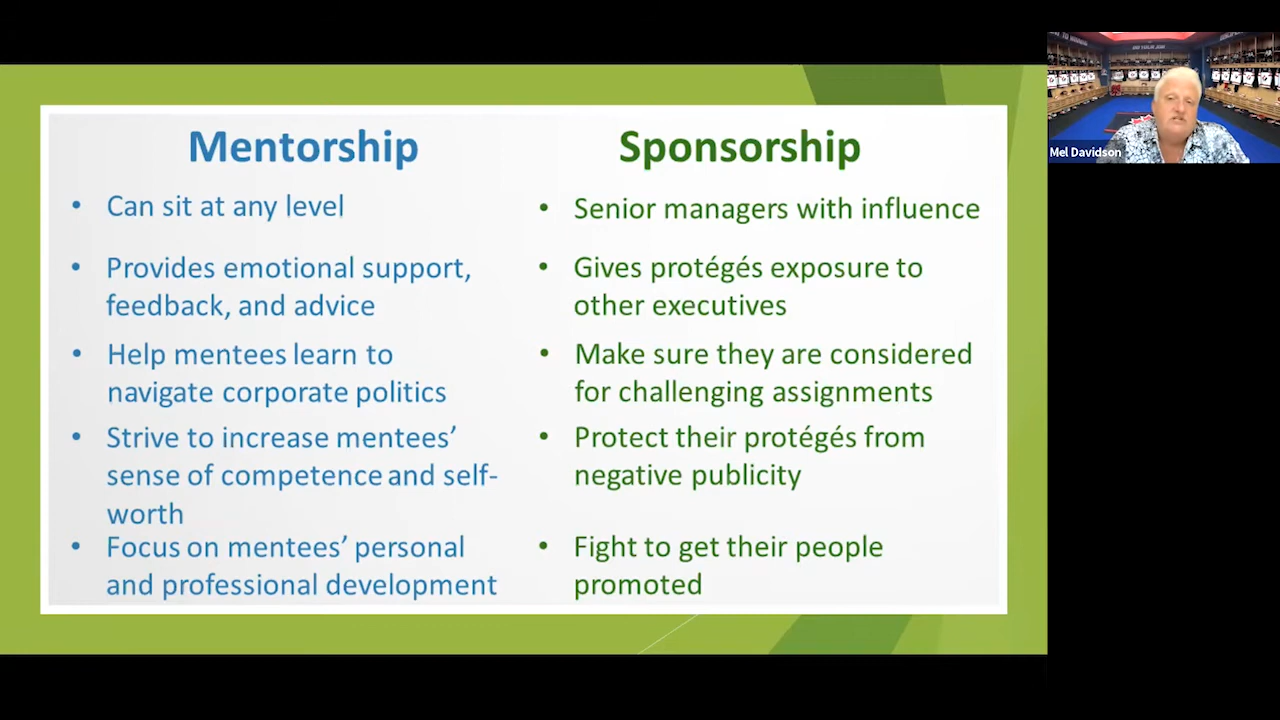 Mentorship
• Can sit at any level
• Provides emotional support,
feedback, and advice
• Help mentees learn to
navigate corporate politics
• Strive to increase mentees’
sense of competence and self-
worth
• Focus on mentees’ personal
and professional development
Sponsorship
• Senior managers with influence
• Gives protégés exposure to
other executives
• Make sure they are considered
for challenging assignments
• Protect their protégés from
negative publicity
• Fight to get their people
promoted
Mel Davidson